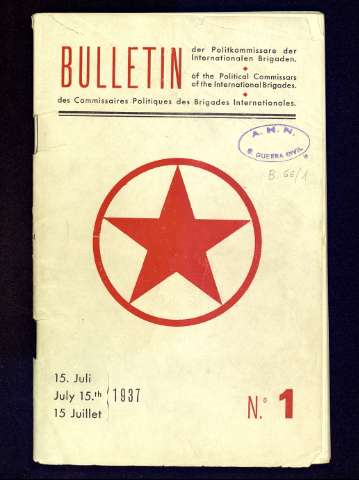 BULLETIN
der Politkommissare der
Internationalen Brigaden.
of the Political Commissars
of the International Brigades.
des Commissaires Politiques des Brigades Internationales.
A. H. N.
S. GUERRA CIVIL
B. 66/1
15. Juli
July 15.th
15 Juillet
1937
N.º 1